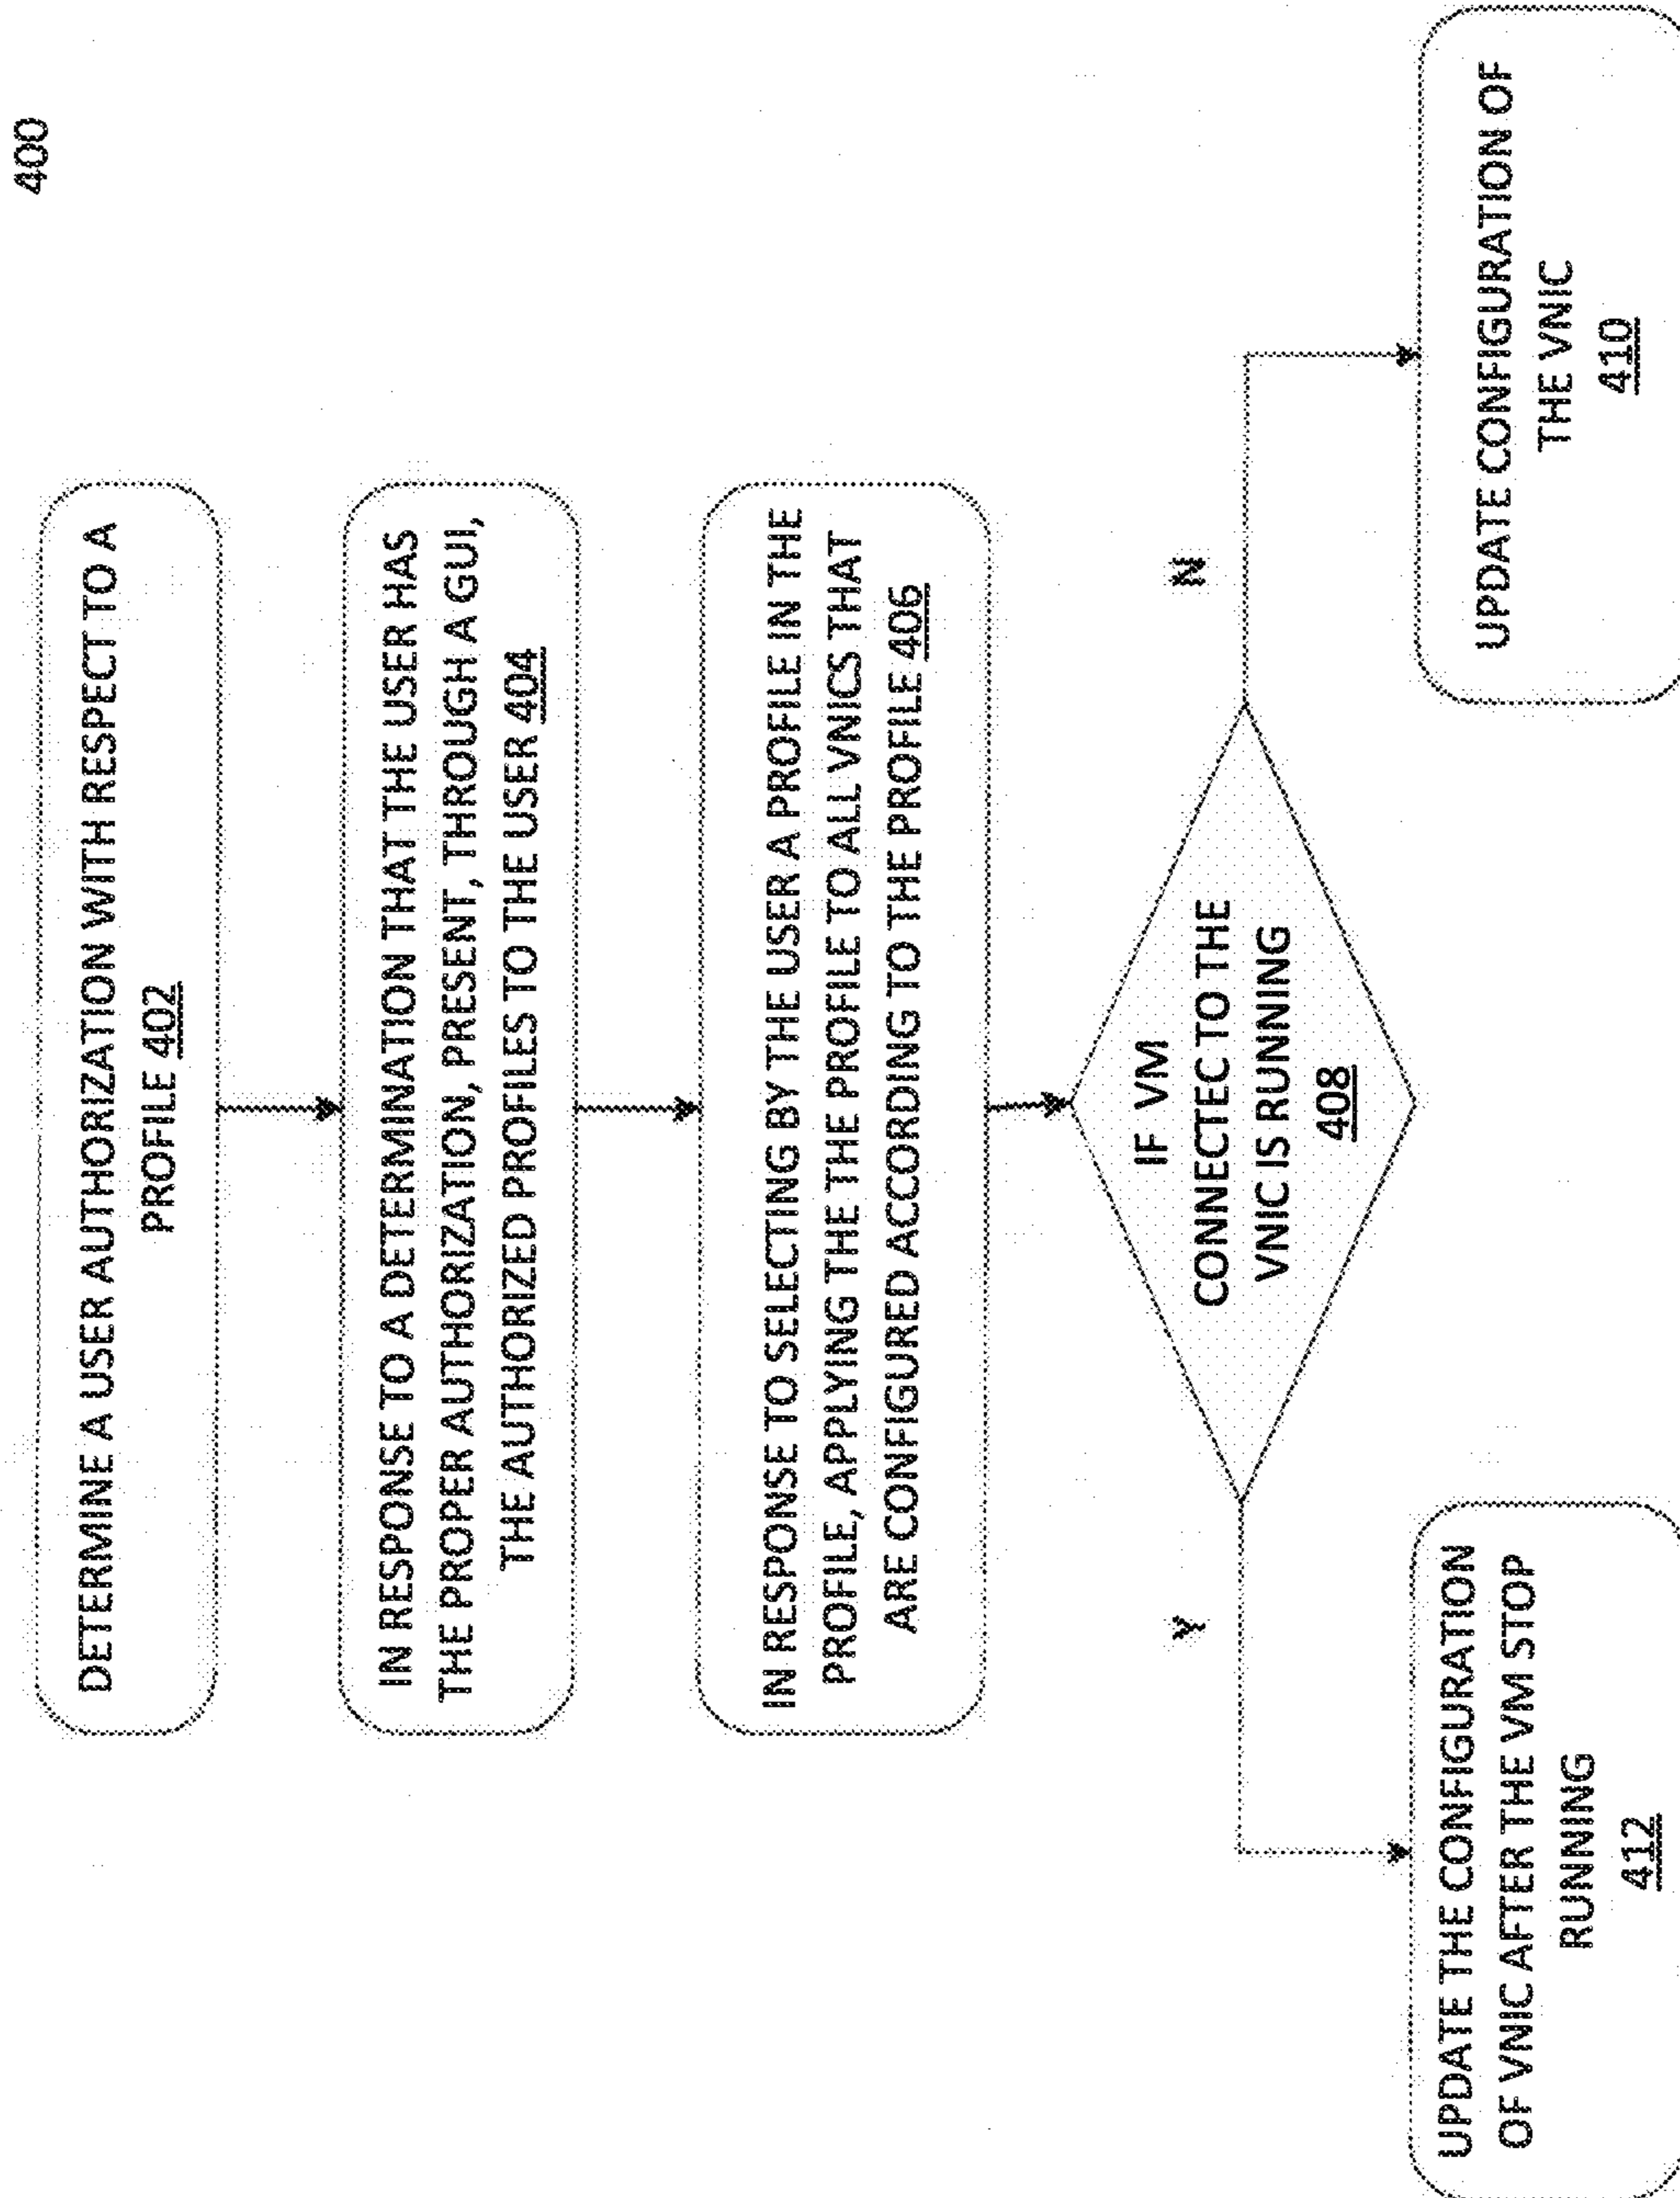 400
DETERMINE A USER AUTHORIZATION WITH RESPECT TO A
PROFILE 402
IN RESPONSE TO A DETERMINATION THAT THE USER HAS
THE PROPER AUTHORIZATION, PRESENT, THROUGH A GUI,
THE AUTHORIZED PROFILES TO THE USER 404
IN RESPONSE TO SELECTING BY THE USER A PROFILE IN THE
PROFILE, APPLYING THE THE PROFILE TO ALL VNICS THAT
ARE CONFIGURED ACCORDING TO THE PROFILE 406
IF VM
CONNECTED TO THE
VNIC IS RUNNING
408
Y
N
UPDATE THE CONFIGURATION
OF VNIC AFTER THE VM STOP
RUNNING
412
UPDATE CONFIGURATION OF
THE VNIC
410